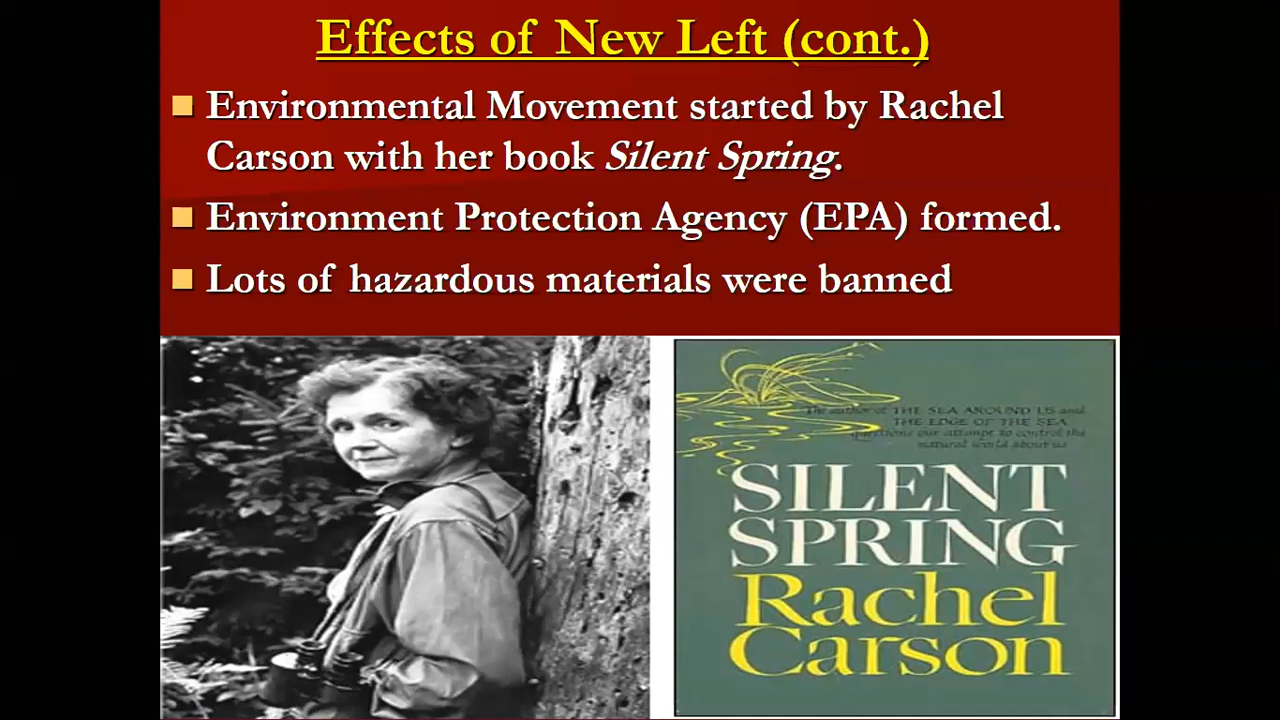 Effects of New Left (cont.)
Environmental Movement started by Rachel
Carson with her book Silent Spring.
Environment Protection Agency (EPA) formed.
Lots of hazardous materials were banned
The author of THE SEA AROUND US and
THE EDGE OF THE SEA
questions our attempt to control the
natural world about us
SILENT
SPRING
Rachel
Carson